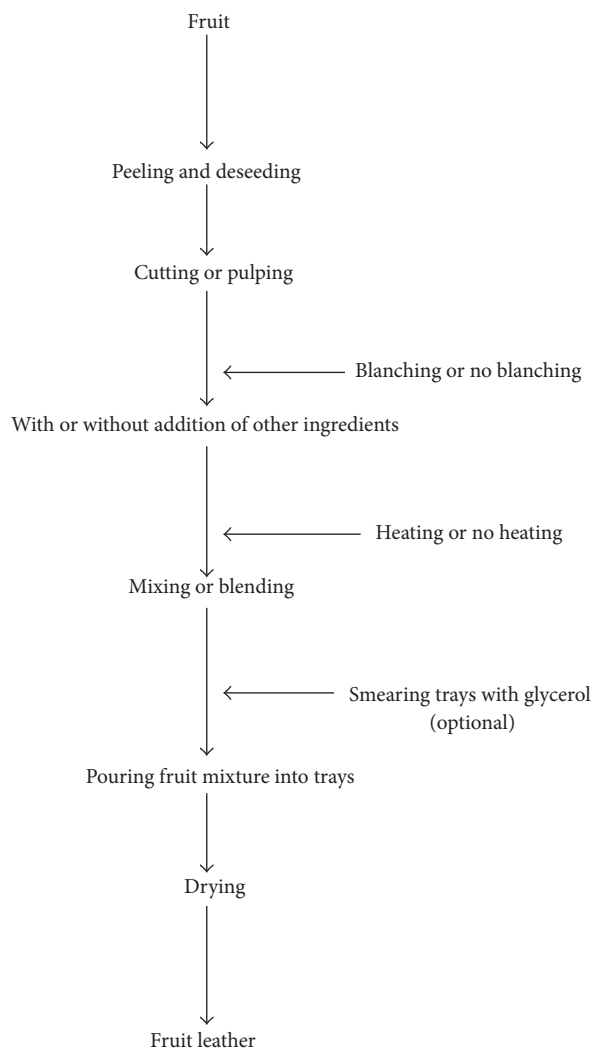 Fruit
Peeling and deseeding
Cutting or pulping
Blanching or no blanching
With or without addition of other ingredients
Heating or no heating
Mixing or blending
Smearing trays with glycerol
(optional)
Pouring fruit mixture into trays
Drying
Fruit leather